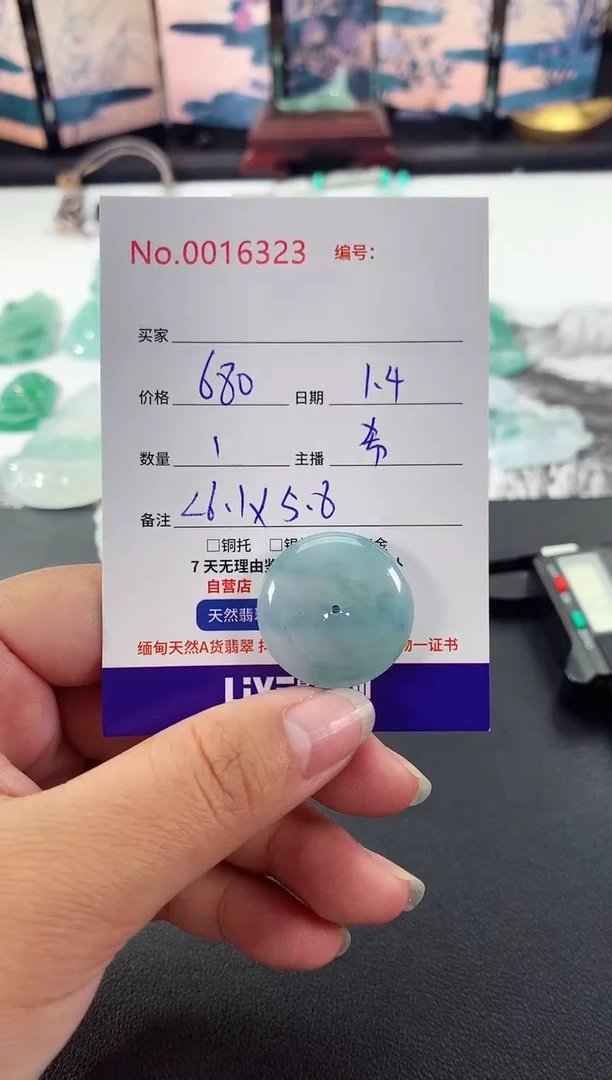 No.0016323 编号:
买家
价格 680 日期 1.4
数量 1 主播
备注 26.1x5.8
□铜托 □
7天无理由
自营店
天然翡
缅甸天然A货翡翠 一证书